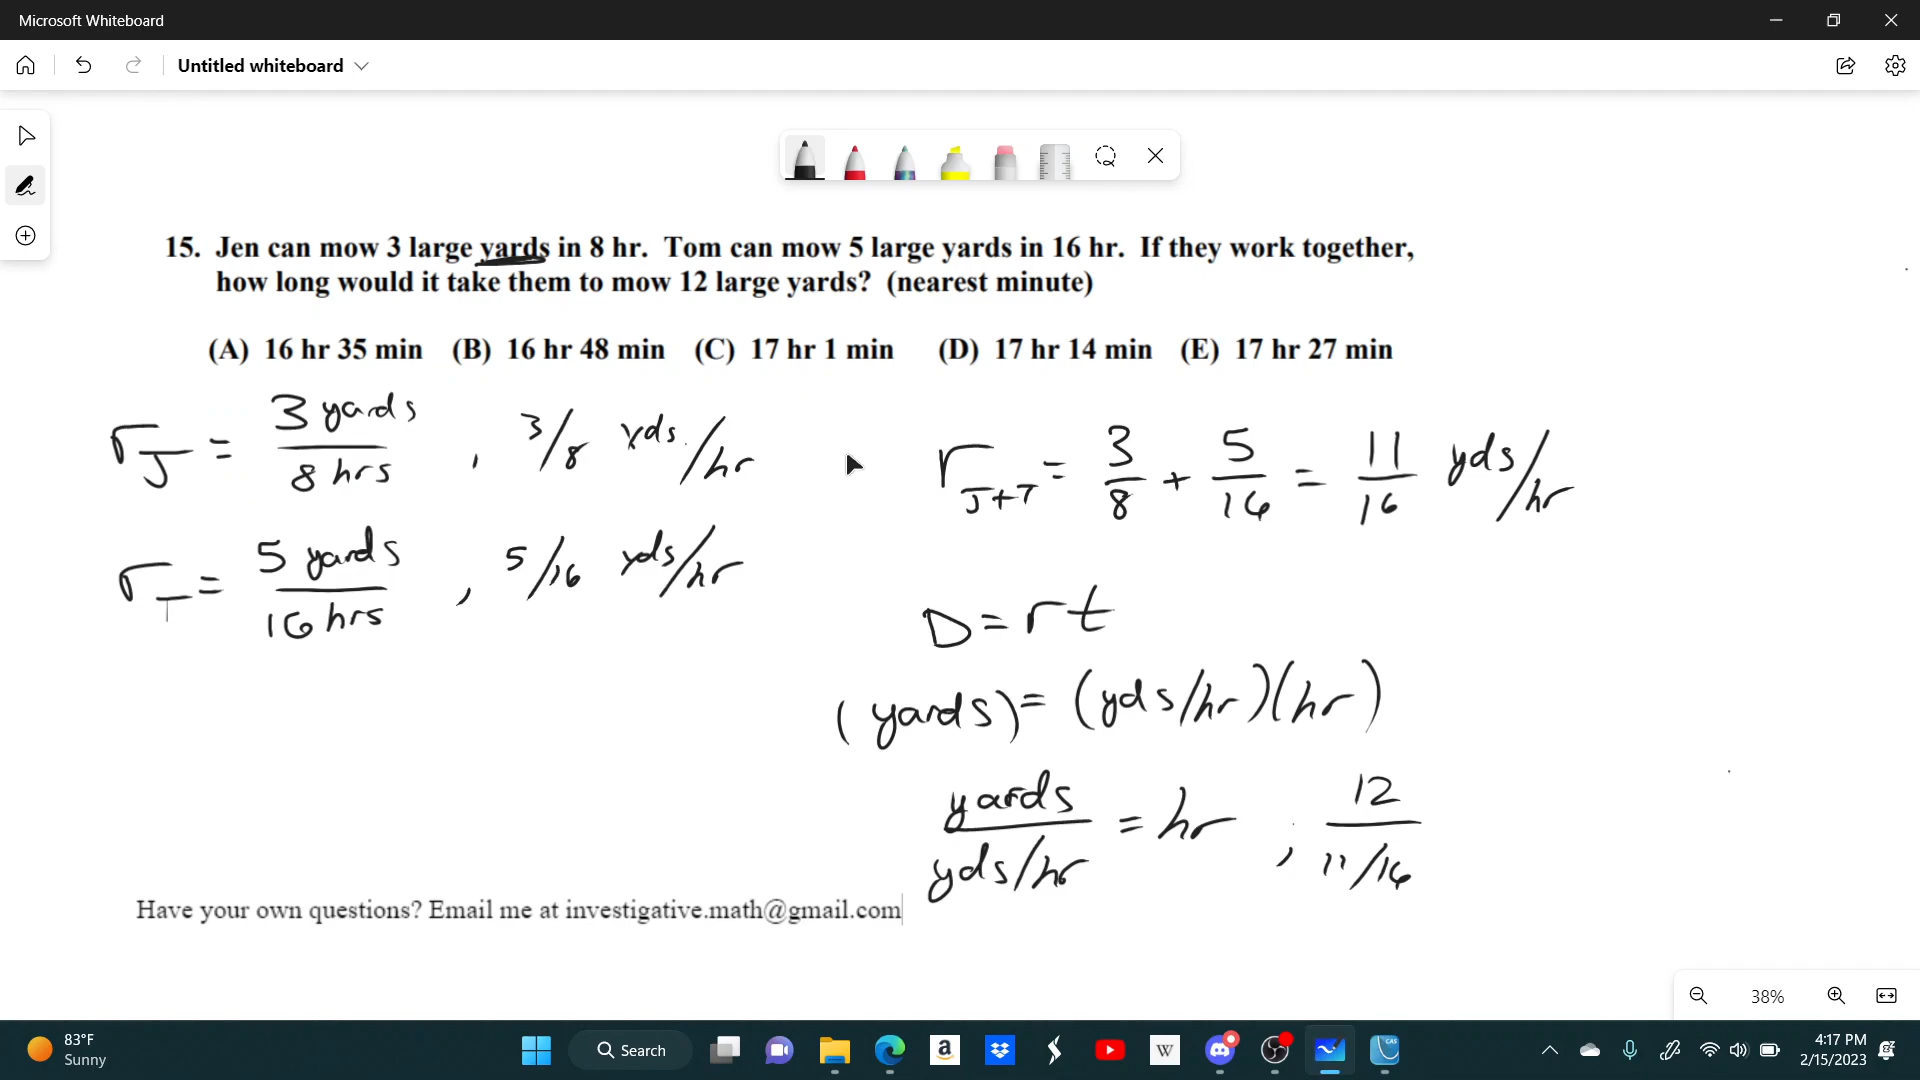 Microsoft Whiteboard
Untitled whiteboard
15. Jen can mow 3 large yards in 8 hr. Tom can mow 5 large yards in 16 hr. If they work together,
how long would it take them to mow 12 large yards? (nearest minute)
(A) 16 hr 35 min (B) 16 hr 48 min (C) 17 hr 1 min (D) 17 hr 14 min (E) 17 hr 27 min
r_J = 3 yards / 8 hrs , 3/8 yds/hr
r_T = 5 yards / 16 hrs , 5/16 yds/hr
r_J+T = 3/8 + 5/16 = 11/16 yds/hr
D = rt
(yards) = (yds/hr)(hr)
yards / yds/hr = hr , 12 / 11/16
Have your own questions? Email me at investigative.math@gmail.com
38%
83°F
Sunny
Search
a
W
CAS
4:17 PM
2/15/2023